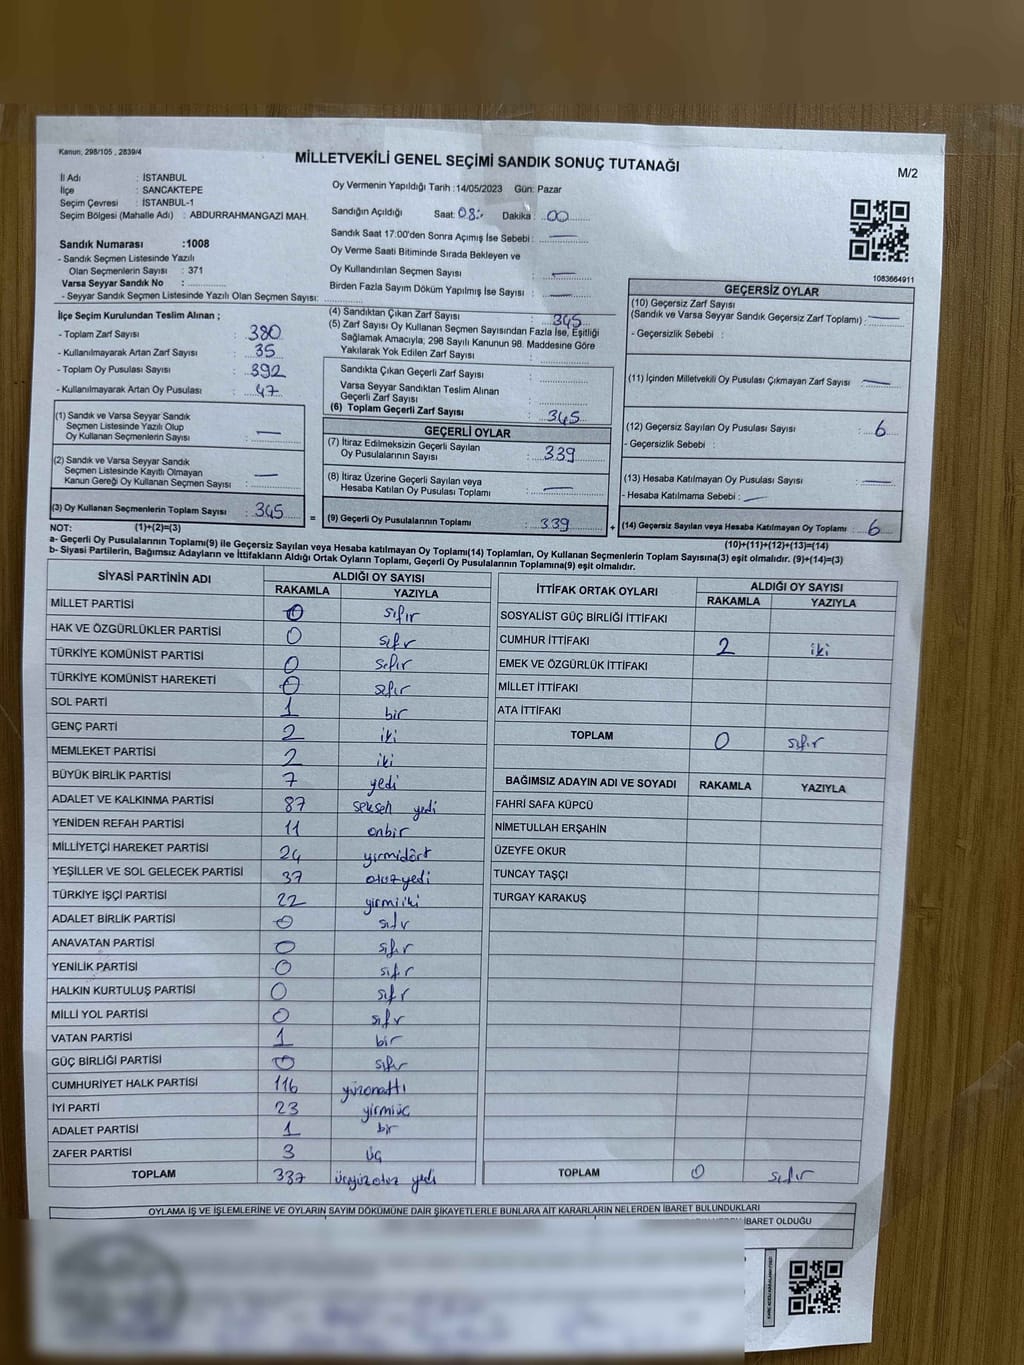 Kanun, 298/105 , 2839/4
MİLLETVEKİLİ GENEL SEÇİMİ SANDIK SONUÇ TUTANAĞI
M/2
İl Adı : İSTANBUL
İlçe : SANCAKTEPE
Seçim Çevresi : İSTANBUL-1
Seçim Bölgesi (Mahalle Adı) : ABDURRAHMANGAZİ MAH.
Sandık Numarası :1008
- Sandık Seçmen Listesinde Yazılı
Olan Seçmenlerin Sayısı : 371
Varsa Seyyar Sandık No :
- Seyyar Sandık Seçmen Listesinde Yazılı Olan Seçmen Sayısı:
Oy Vermenin Yapıldığı Tarih :14/05/2023 Gün: Pazar
Sandığın Açıldığı Saat: 08: Dakika : 00
Sandık Saat 17:00'den Sonra Açımış İse Sebebi : —
Oy Verme Saati Bitiminde Sırada Bekleyen ve
Oy Kullandırılan Seçmen Sayısı : —
Birden Fazla Sayım Döküm Yapılmış İse Sayısı : —
1083664911
İlçe Seçim Kurulundan Teslim Alınan ;
- Toplam Zarf Sayısı : 380
- Kullanılmayarak Artan Zarf Sayısı : 35
- Toplam Oy Pusulası Sayısı : 392
- Kullanılmayarak Artan Oy Pusulası : 47
(1) Sandık ve Varsa Seyyar Sandık
Seçmen Listesinde Yazılı Olup
Oy Kullanan Seçmenlerin Sayısı : —
(2) Sandık ve Varsa Seyyar Sandık
Seçmen Listesinde Kayıtlı Olmayan
Kanun Gereği Oy Kullanan Seçmen Sayısı : —
(3) Oy Kullanan Seçmenlerin Toplam Sayısı : 345
(4) Sandıktan Çıkan Zarf Sayısı : 345
(5) Zarf Sayısı Oy Kullanan Seçmen Sayısından Fazla İse, Eşitliği
Sağlamak Amacıyla, 298 Sayılı Kanunun 98. Maddesine Göre
Yakılarak Yok Edilen Zarf Sayısı :
Sandıkta Çıkan Geçerli Zarf Sayısı :
Varsa Seyyar Sandıktan Teslim Alınan
Geçerli Zarf Sayısı :
(6) Toplam Geçerli Zarf Sayısı : 345
GEÇERLİ OYLAR
(7) İtiraz Edilmeksizin Geçerli Sayılan
Oy Pusulalarının Sayısı : 339
(8) İtiraz Üzerine Geçerli Sayılan veya
Hesaba Katılan Oy Pusulası Toplamı : —
= (9) Geçerli Oy Pusulalarının Toplamı : 339
GEÇERSİZ OYLAR
(10) Geçersiz Zarf Sayısı
(Sandık ve Varsa Seyyar Sandık Geçersiz Zarf Toplamı) : —
- Geçersizlik Sebebi :
(11) İçinden Milletvekili Oy Pusulası Çıkmayan Zarf Sayısı : —
(12) Geçersiz Sayılan Oy Pusulası Sayısı : 6
- Geçersizlik Sebebi :
(13) Hesaba Katılmayan Oy Pusulası Sayısı : —
- Hesaba Katılmama Sebebi : —
+ (14) Geçersiz Sayılan veya Hesaba Katılmayan Oy Toplamı : 6
NOT: (1)+(2)=(3)
(10)+(11)+(12)+(13)=(14)
a- Geçerli Oy Pusulalarının Toplamı(9) ile Geçersiz Sayılan veya Hesaba katılmayan Oy Toplamı(14) Toplamları, Oy Kullanan Seçmenlerin Toplam Sayısına(3) eşit olmalıdır. (9)+(14)=(3)
b- Siyasi Partilerin, Bağımsız Adayların ve İttifakların Aldığı Ortak Oyların Toplamı, Geçerli Oy Pusulalarının Toplamına(9) eşit olmalıdır.
SİYASİ PARTİNİN ADI ALDIĞI OY SAYISI
RAKAMLA YAZIYLA
MİLLET PARTİSİ 0 sıfır
HAK VE ÖZGÜRLÜKLER PARTİSİ 0 sıfır
TÜRKİYE KOMÜNİST PARTİSİ 0 sıfır
TÜRKİYE KOMÜNİST HAREKETİ 0 sıfır
SOL PARTİ 1 bir
GENÇ PARTİ 2 iki
MEMLEKET PARTİSİ 2 iki
BÜYÜK BİRLİK PARTİSİ 7 yedi
ADALET VE KALKINMA PARTİSİ 87 seksen yedi
YENİDEN REFAH PARTİSİ 11 onbir
MİLLİYETÇİ HAREKET PARTİSİ 24 yirmidört
YEŞİLLER VE SOL GELECEK PARTİSİ 37 otuzyedi
TÜRKİYE İŞÇİ PARTİSİ 22 yirmiiki
ADALET BİRLİK PARTİSİ 0 sıfır
ANAVATAN PARTİSİ 0 sıfır
YENİLİK PARTİSİ 0 sıfır
HALKIN KURTULUŞ PARTİSİ 0 sıfır
MİLLİ YOL PARTİSİ 0 sıfır
VATAN PARTİSİ 1 bir
GÜÇ BİRLİĞİ PARTİSİ 0 sıfır
CUMHURİYET HALK PARTİSİ 116 yüzonaltı
İYİ PARTİ 23 yirmiüç
ADALET PARTİSİ 1 bir
ZAFER PARTİSİ 3 üç
TOPLAM 337 üçyüzotuz yedi
İTTİFAK ORTAK OYLARI ALDIĞI OY SAYISI
RAKAMLA YAZIYLA
SOSYALİST GÜÇ BİRLİĞİ İTTİFAKI
CUMHUR İTTİFAKI 2 iki
EMEK VE ÖZGÜRLÜK İTTİFAKI
MİLLET İTTİFAKI
ATA İTTİFAKI
TOPLAM 0 sıfır
BAĞIMSIZ ADAYIN ADI VE SOYADI RAKAMLA YAZIYLA
FAHRİ SAFA KÜPCÜ
NİMETULLAH ERŞAHİN
ÜZEYFE OKUR
TUNCAY TAŞÇI
TURGAY KARAKUŞ
TOPLAM 0 sıfır
OYLAMA İŞ VE İŞLEMLERİNE VE OYLARIN SAYIM DÖKÜMÜNE DAİR ŞİKAYETLERLE BUNLARA AİT KARARLARIN NELERDEN İBARET BULUNDUKLARI
İBARET OLDUĞU